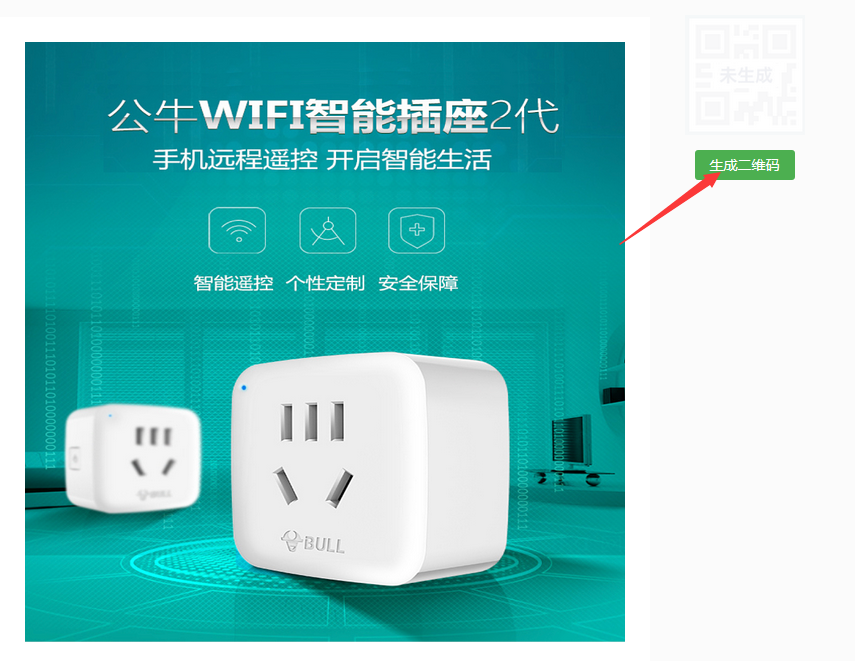 公牛WIFI智能插座2代
手机远程遥控 开启智能生活
智能遥控 个性定制 安全保障
BULL
BULL
未生成
生成二维码